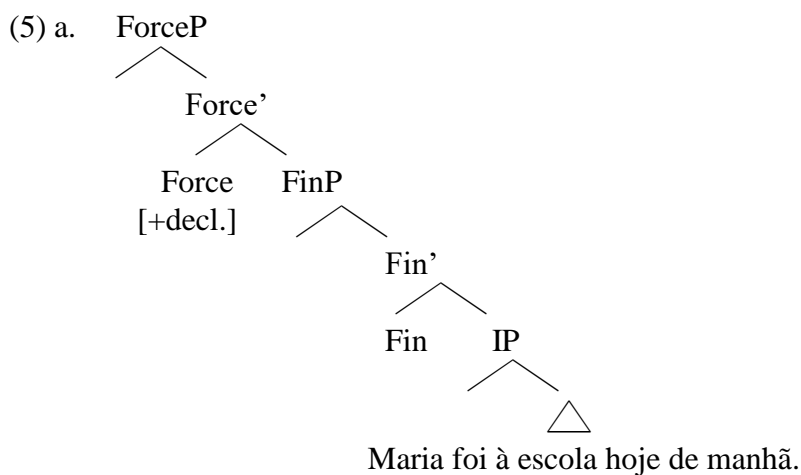 (5) a. ForceP
Force’
Force FinP
[+decl.]
Fin’
Fin IP
Maria foi à escola hoje de manhã.